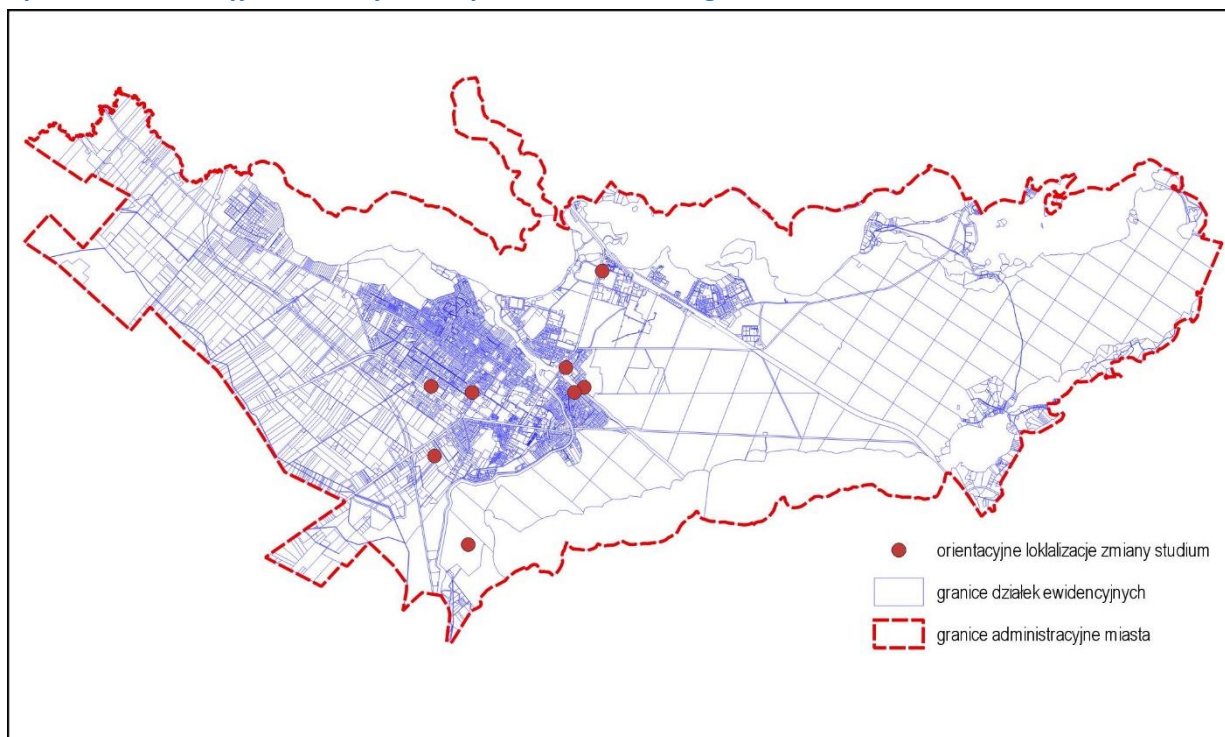 orientacyjne loklalizacje zmiany studium
granice działek ewidencyjnych
granice administracyjne miasta